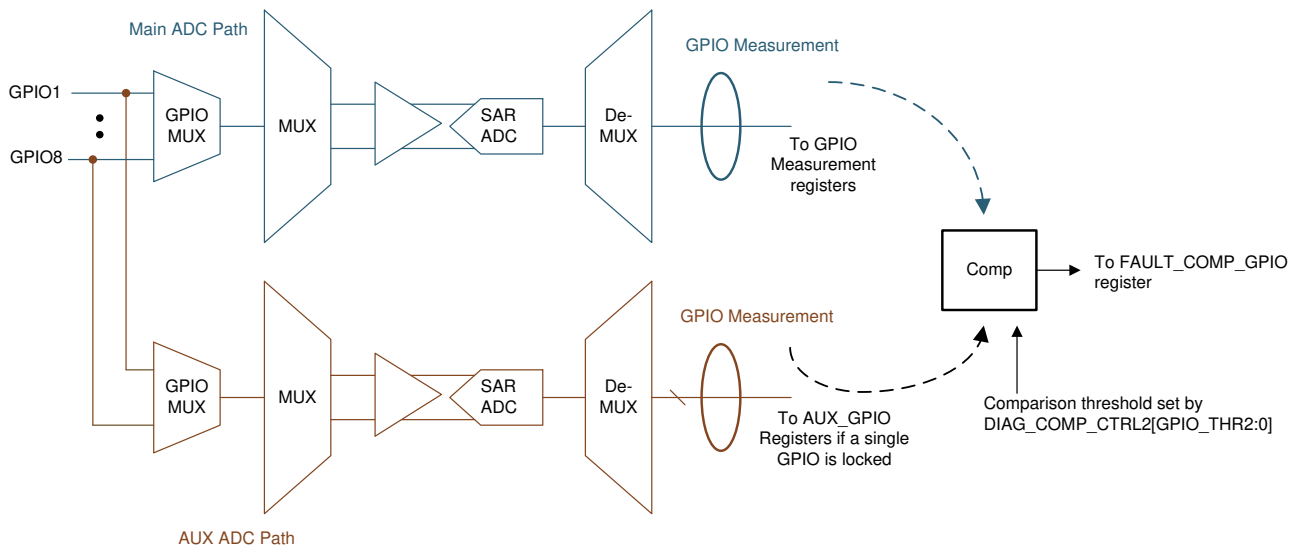 Main ADC Path
GPIO Measurement
GPIO1
GPIO8
GPIO
MUX
MUX
SAR
ADC
De-
MUX
To GPIO
Measurement
registers
Comp
To FAULT_COMP_GPIO
register
GPIO Measurement
GPIO
MUX
MUX
SAR
ADC
De-
MUX
To AUX_GPIO
Registers if a single
GPIO is locked
Comparison threshold set by
DIAG_COMP_CTRL2[GPIO_THR2:0]
AUX ADC Path